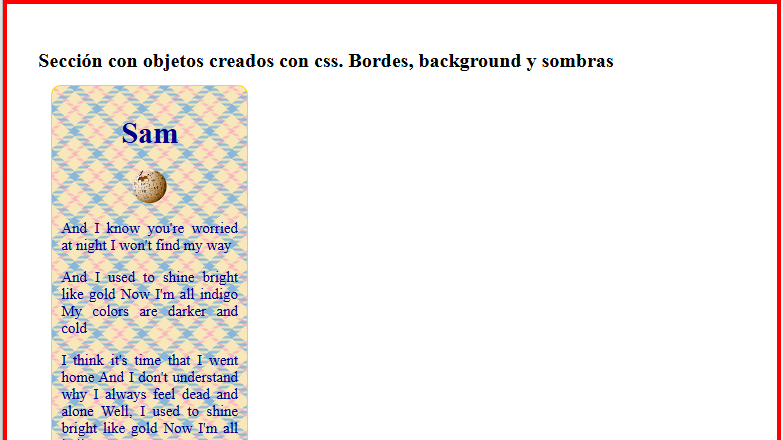 Sección con objetos creados con css. Bordes, background y sombras
Sam
And I know you're worried
at night I won't find my way
And I used to shine bright
like gold Now I'm all indigo
My colors are darker and
cold
I think it's time that I went
home And I don't understand
why I always feel dead and
alone Well, I used to shine
bright like gold Now I'm all